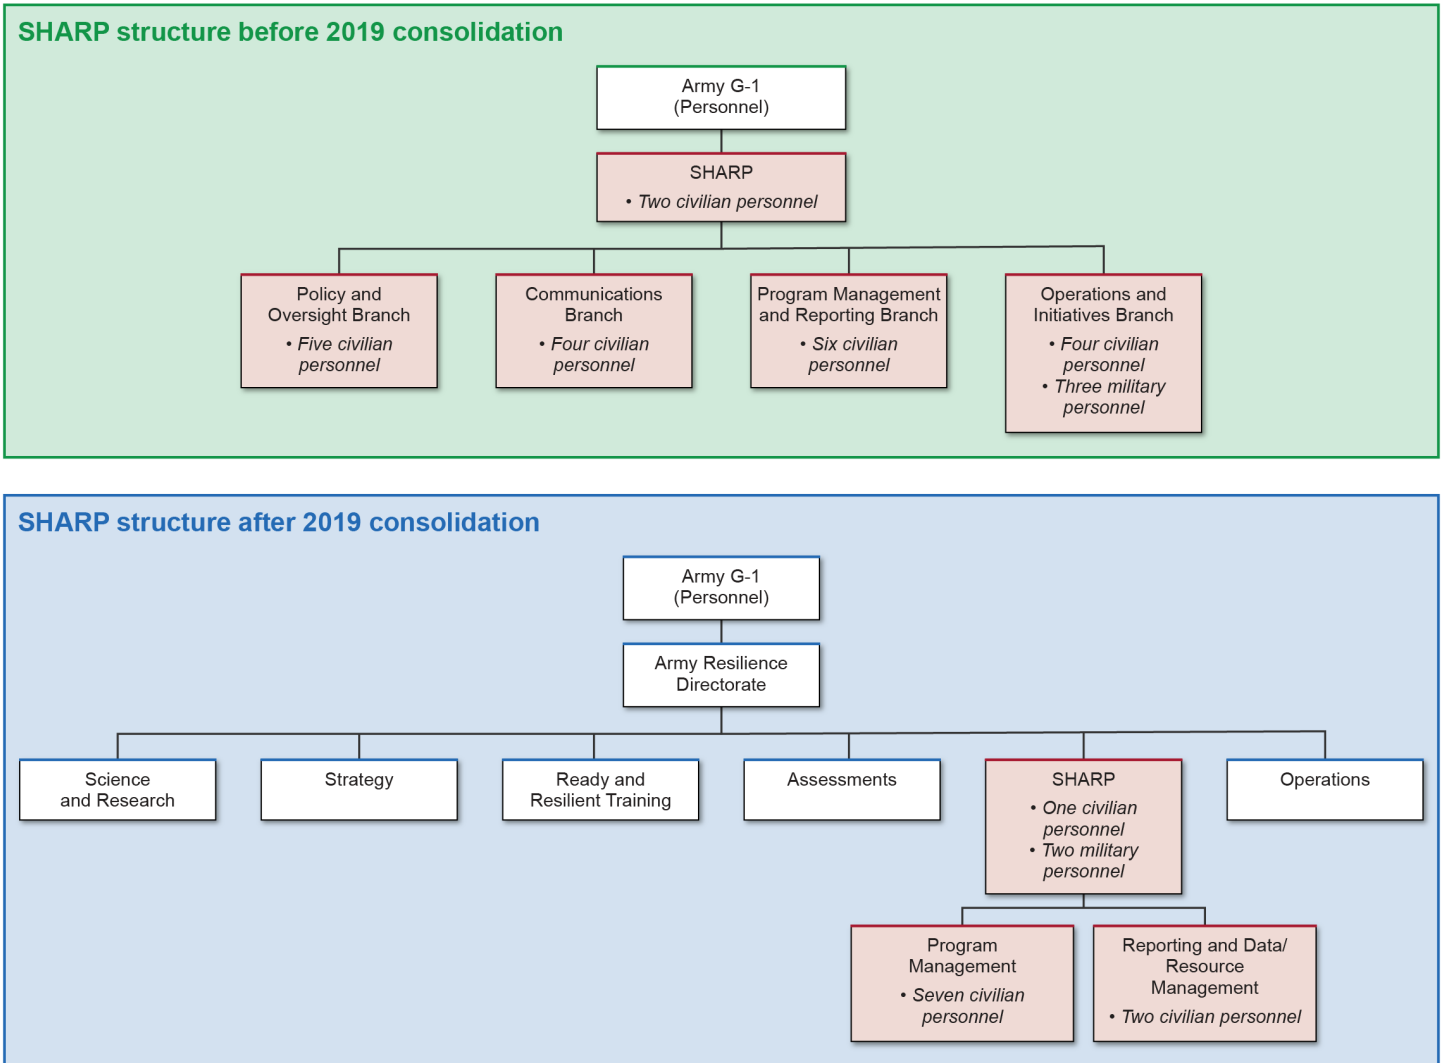 SHARP structure before 2019 consolidation
Army G-1
(Personnel)
SHARP
• Two civilian personnel
Policy and
Oversight Branch
• Five civilian
personnel
Communications
Branch
• Four civilian
personnel
Program Management
and Reporting Branch
• Six civilian
personnel
Operations and
Initiatives Branch
• Four civilian
personnel
• Three military
personnel
SHARP structure after 2019 consolidation
Army G-1
(Personnel)
Army Resilience
Directorate
Science
and Research
Strategy
Ready and
Resilient Training
Assessments
SHARP
• One civilian
personnel
• Two military
personnel
Operations
Program
Management
• Seven civilian
personnel
Reporting and Data/
Resource
Management
• Two civilian personnel